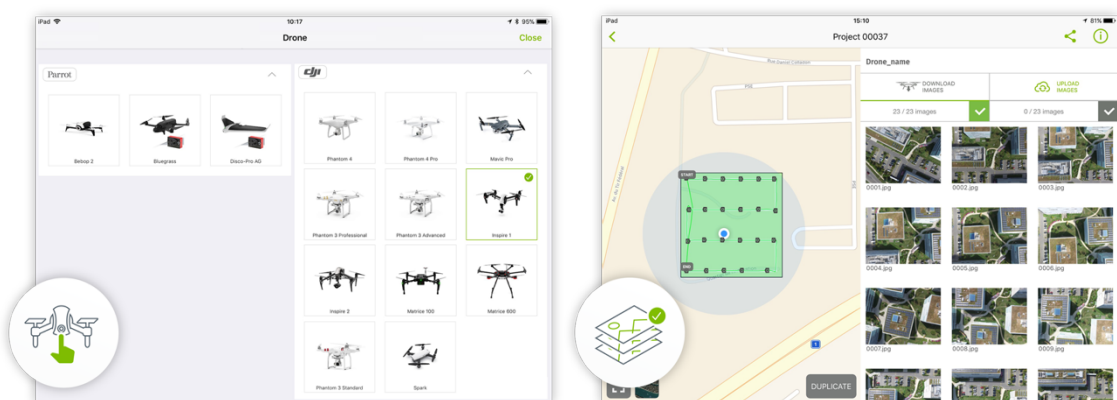 iPad
10:17
95%
Drone
Close
Parrot
dji
Bebop 2
Bluegrass
Disco-Pro AG
Phantom 4
Phantom 4 Pro
Mavic Pro
Phantom 3 Professional
Phantom 3 Advanced
Inspire 1
Inspire 2
Matrice 100
Matrice 600
Phantom 3 Standard
Spark
iPad
15:10
81%
Project 00037
START
END
DUPLICATE
Drone_name
DOWNLOAD
IMAGES
UPLOAD
IMAGES
23 / 23 images
0 / 23 images
0001.jpg
0002.jpg
0003.jpg
0004.jpg
0005.jpg
0006.jpg
0007.jpg
0008.jpg
0009.jpg